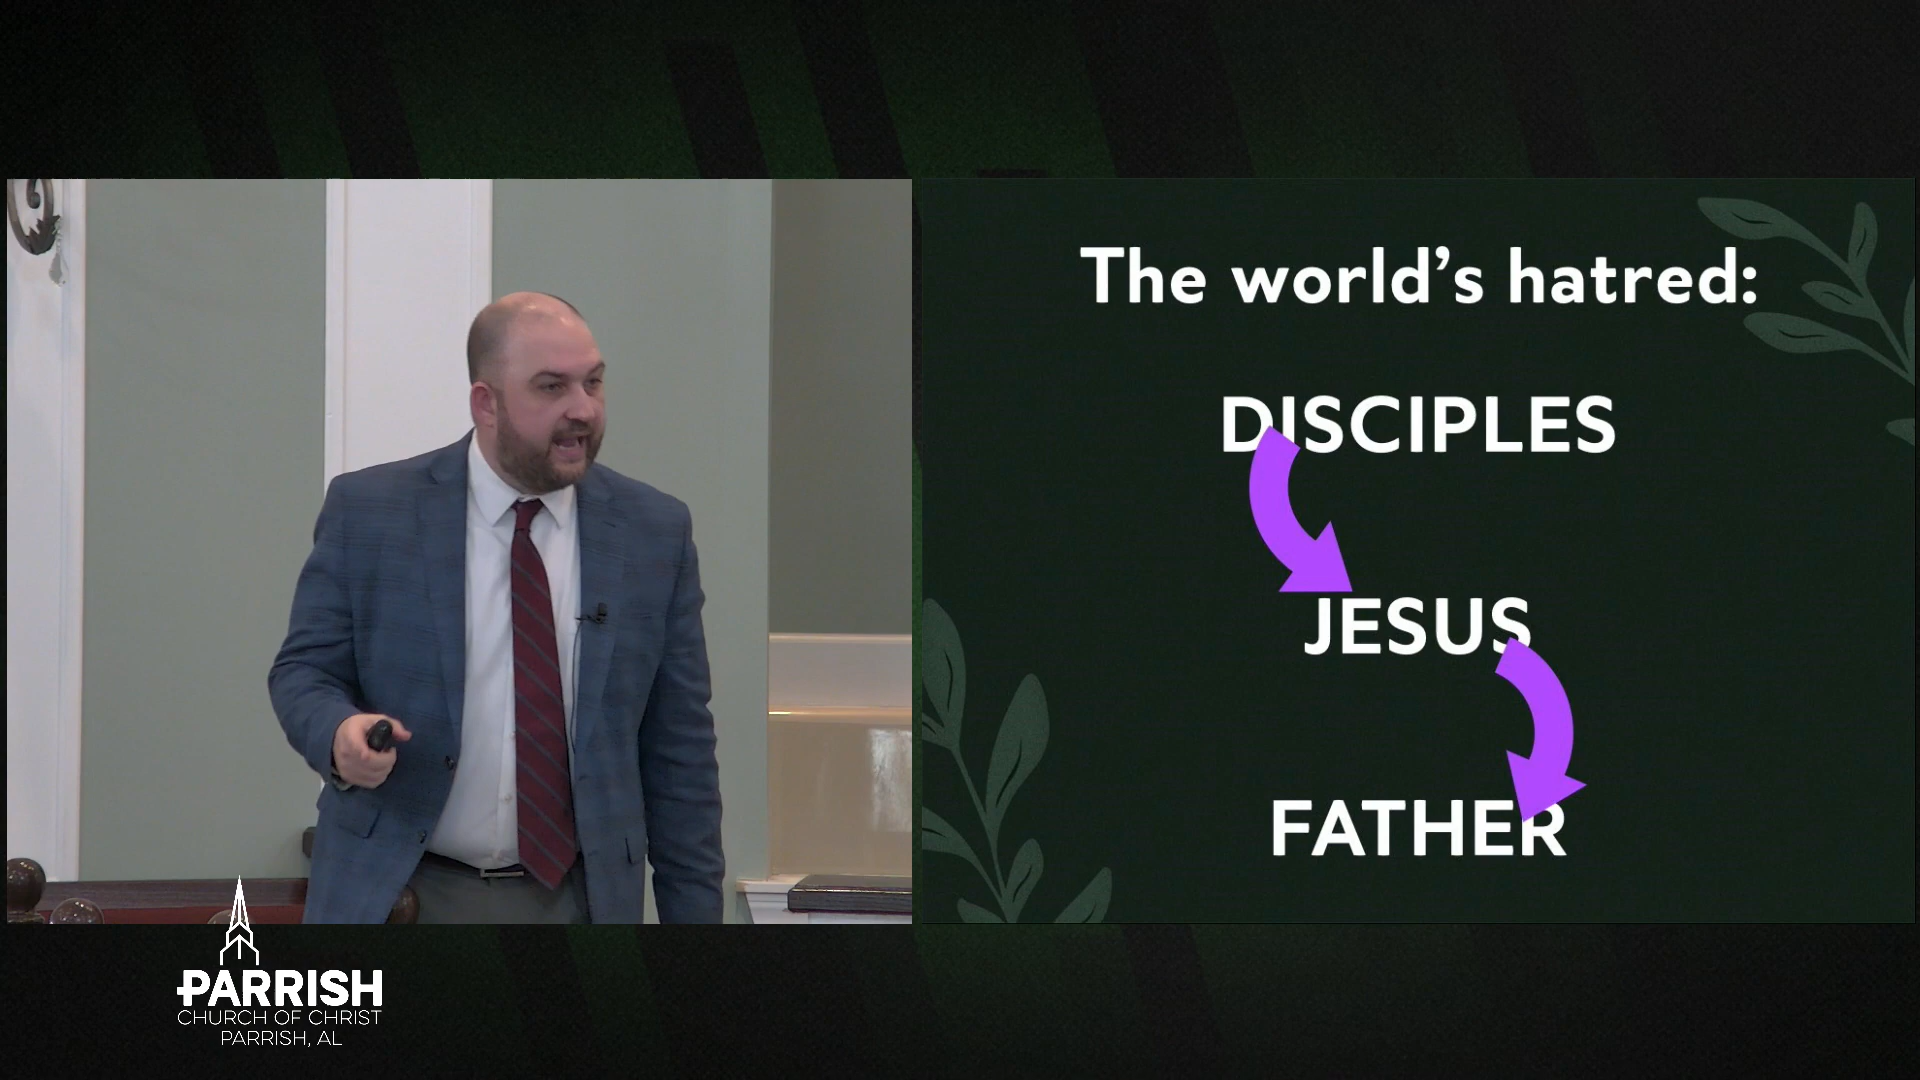 The world’s hatred:
DISCIPLES
JESUS
FATHER
PARRISH
CHURCH OF CHRIST
PARRISH, AL